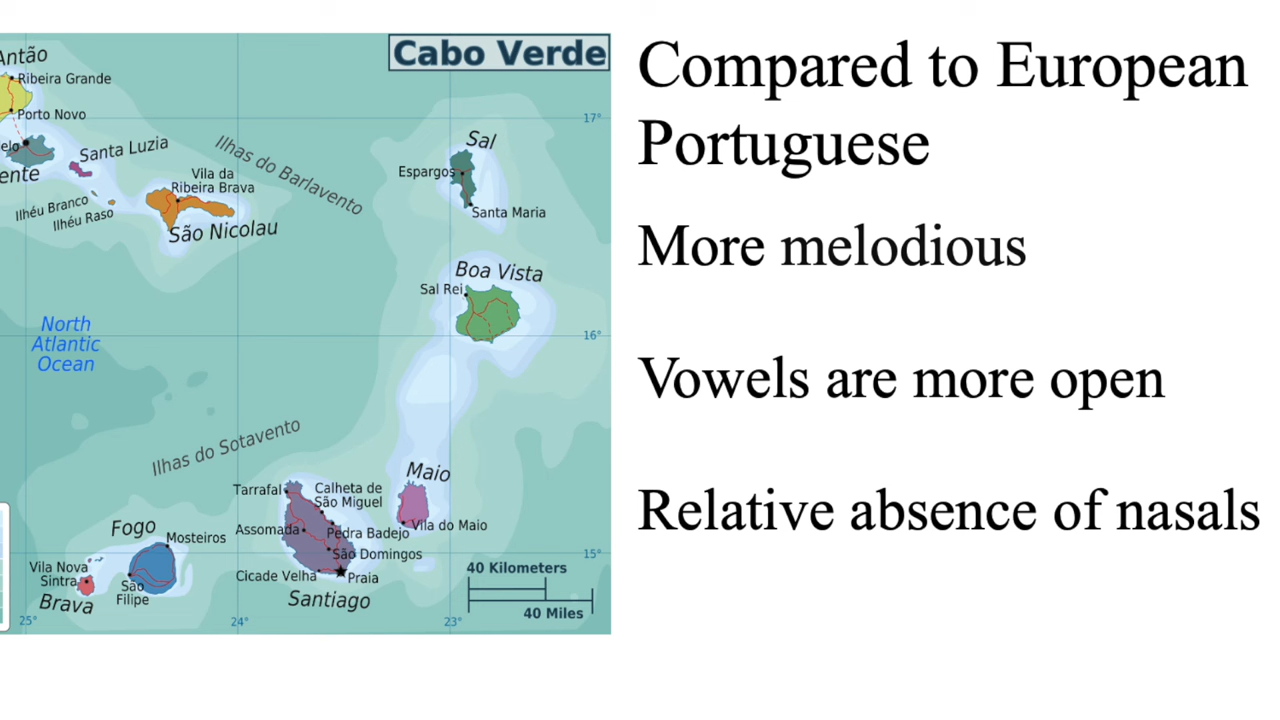 Cabo Verde
Antão
Ribeira Grande
Porto Novo
Santa Luzia
Ilhéu Branco
Ilhéu Raso
Vila da
Ribeira Brava
São Nicolau
Ilhas do Barlavento
Sal
Espargos
Santa Maria
17°
Boa Vista
Sal Rei
16°
North
Atlantic
Ocean
Ilhas do Sotavento
Maio
Vila do Maio
Tarrafal
Calheta de
São Miguel
Assomada
Pedra Badejo
São Domingos
Cicade Velha
Praia
Santiago
15°
Fogo
Mosteiros
São
Filipe
Vila Nova
Sintra
Brava
40 Kilometers
40 Miles
25°
24°
23°
Compared to European
Portuguese
More melodious
Vowels are more open
Relative absence of nasals